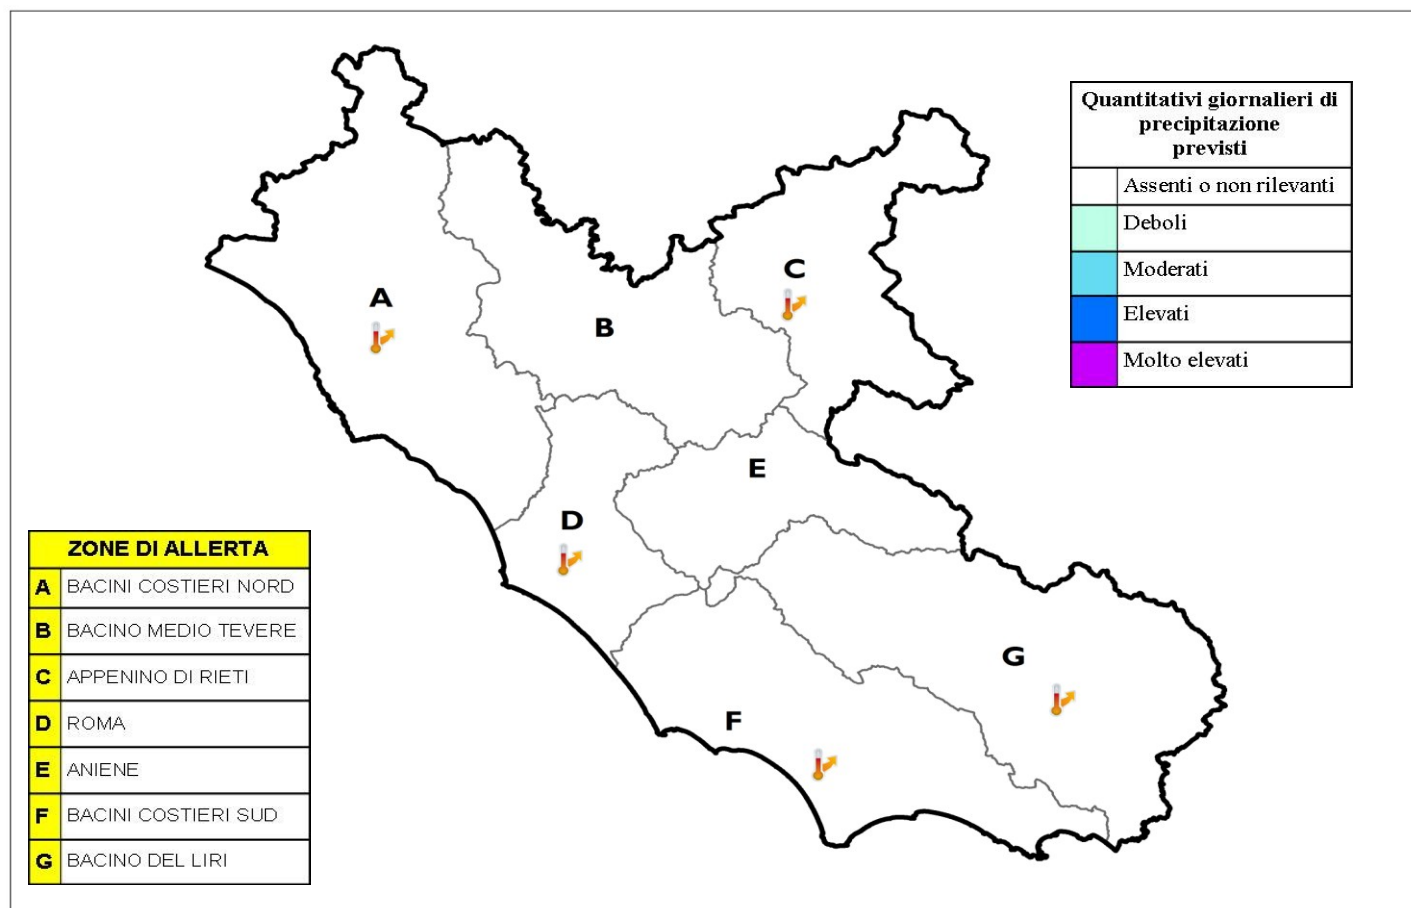 Quantitativi giornalieri di
precipitazione
previsti
Assenti o non rilevanti
Deboli
Moderati
Elevati
Molto elevati
A
B
C
D
E
F
G
ZONE DI ALLERTA
A BACINI COSTIERI NORD
B BACINO MEDIO TEVERE
C APPENINO DI RIETI
D ROMA
E ANIENE
F BACINI COSTIERI SUD
G BACINO DEL LIRI